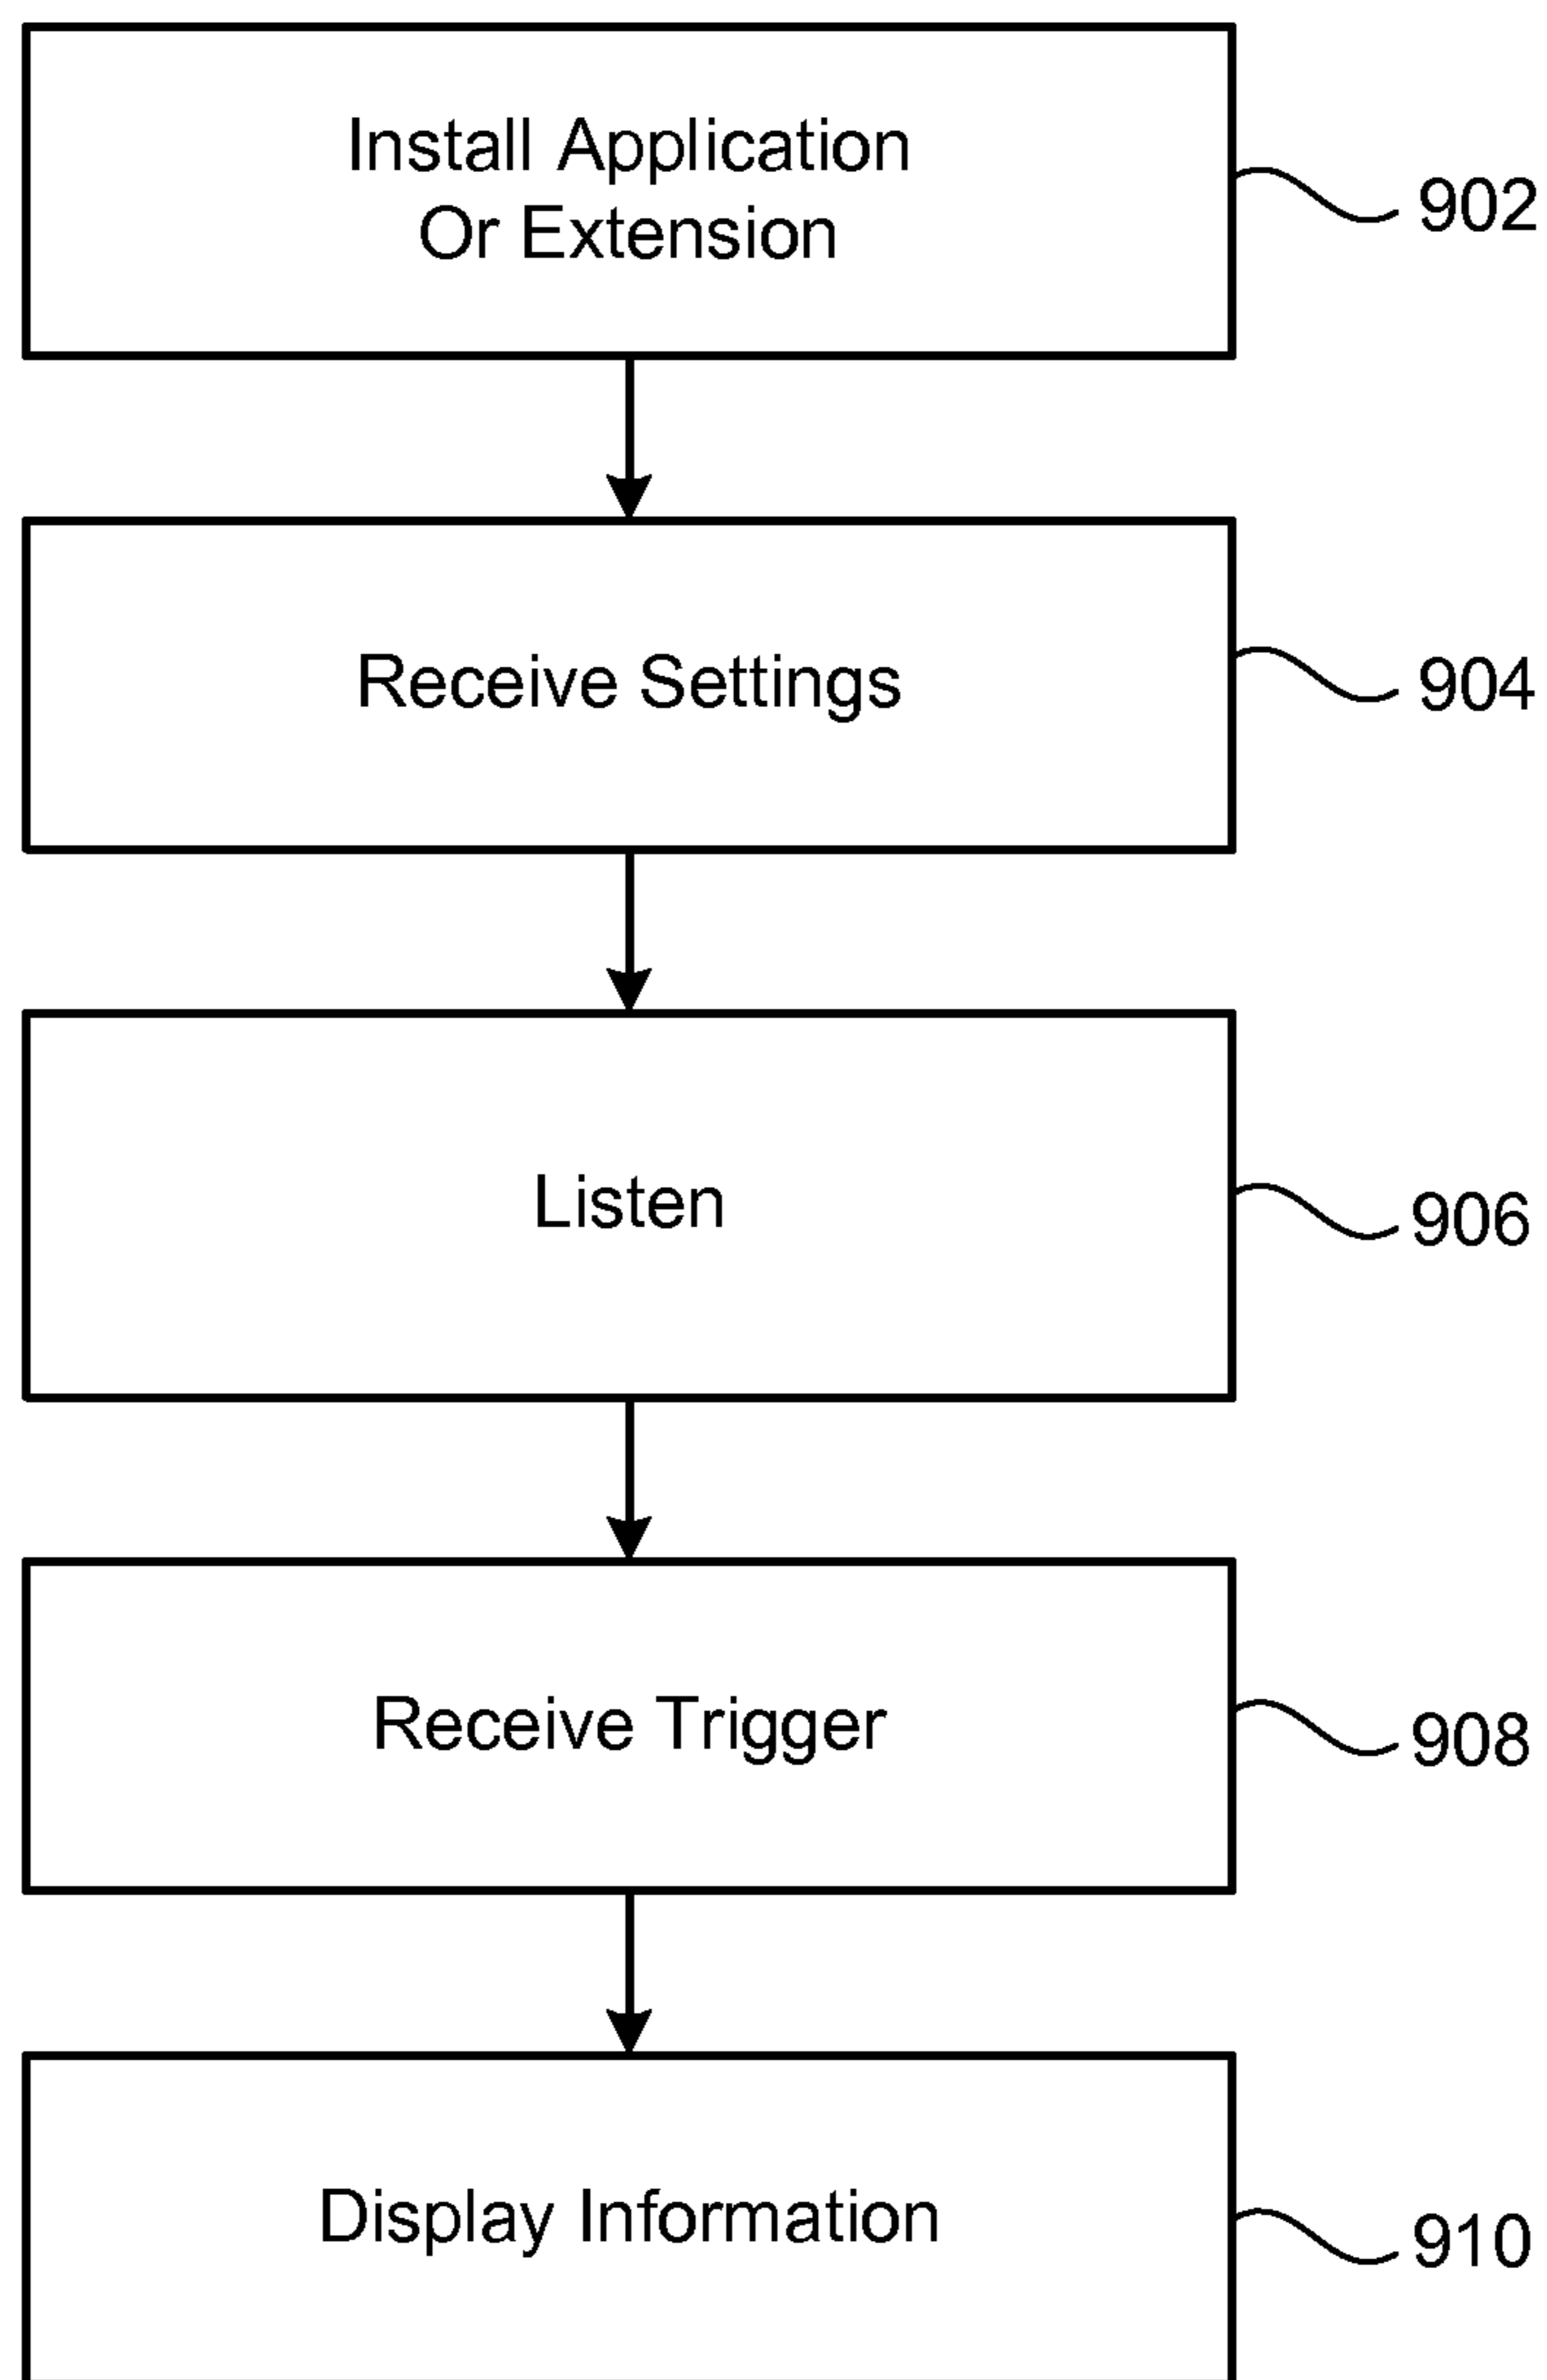 Install Application
Or Extension
902
Receive Settings
904
Listen
906
Receive Trigger
908
Display Information
910